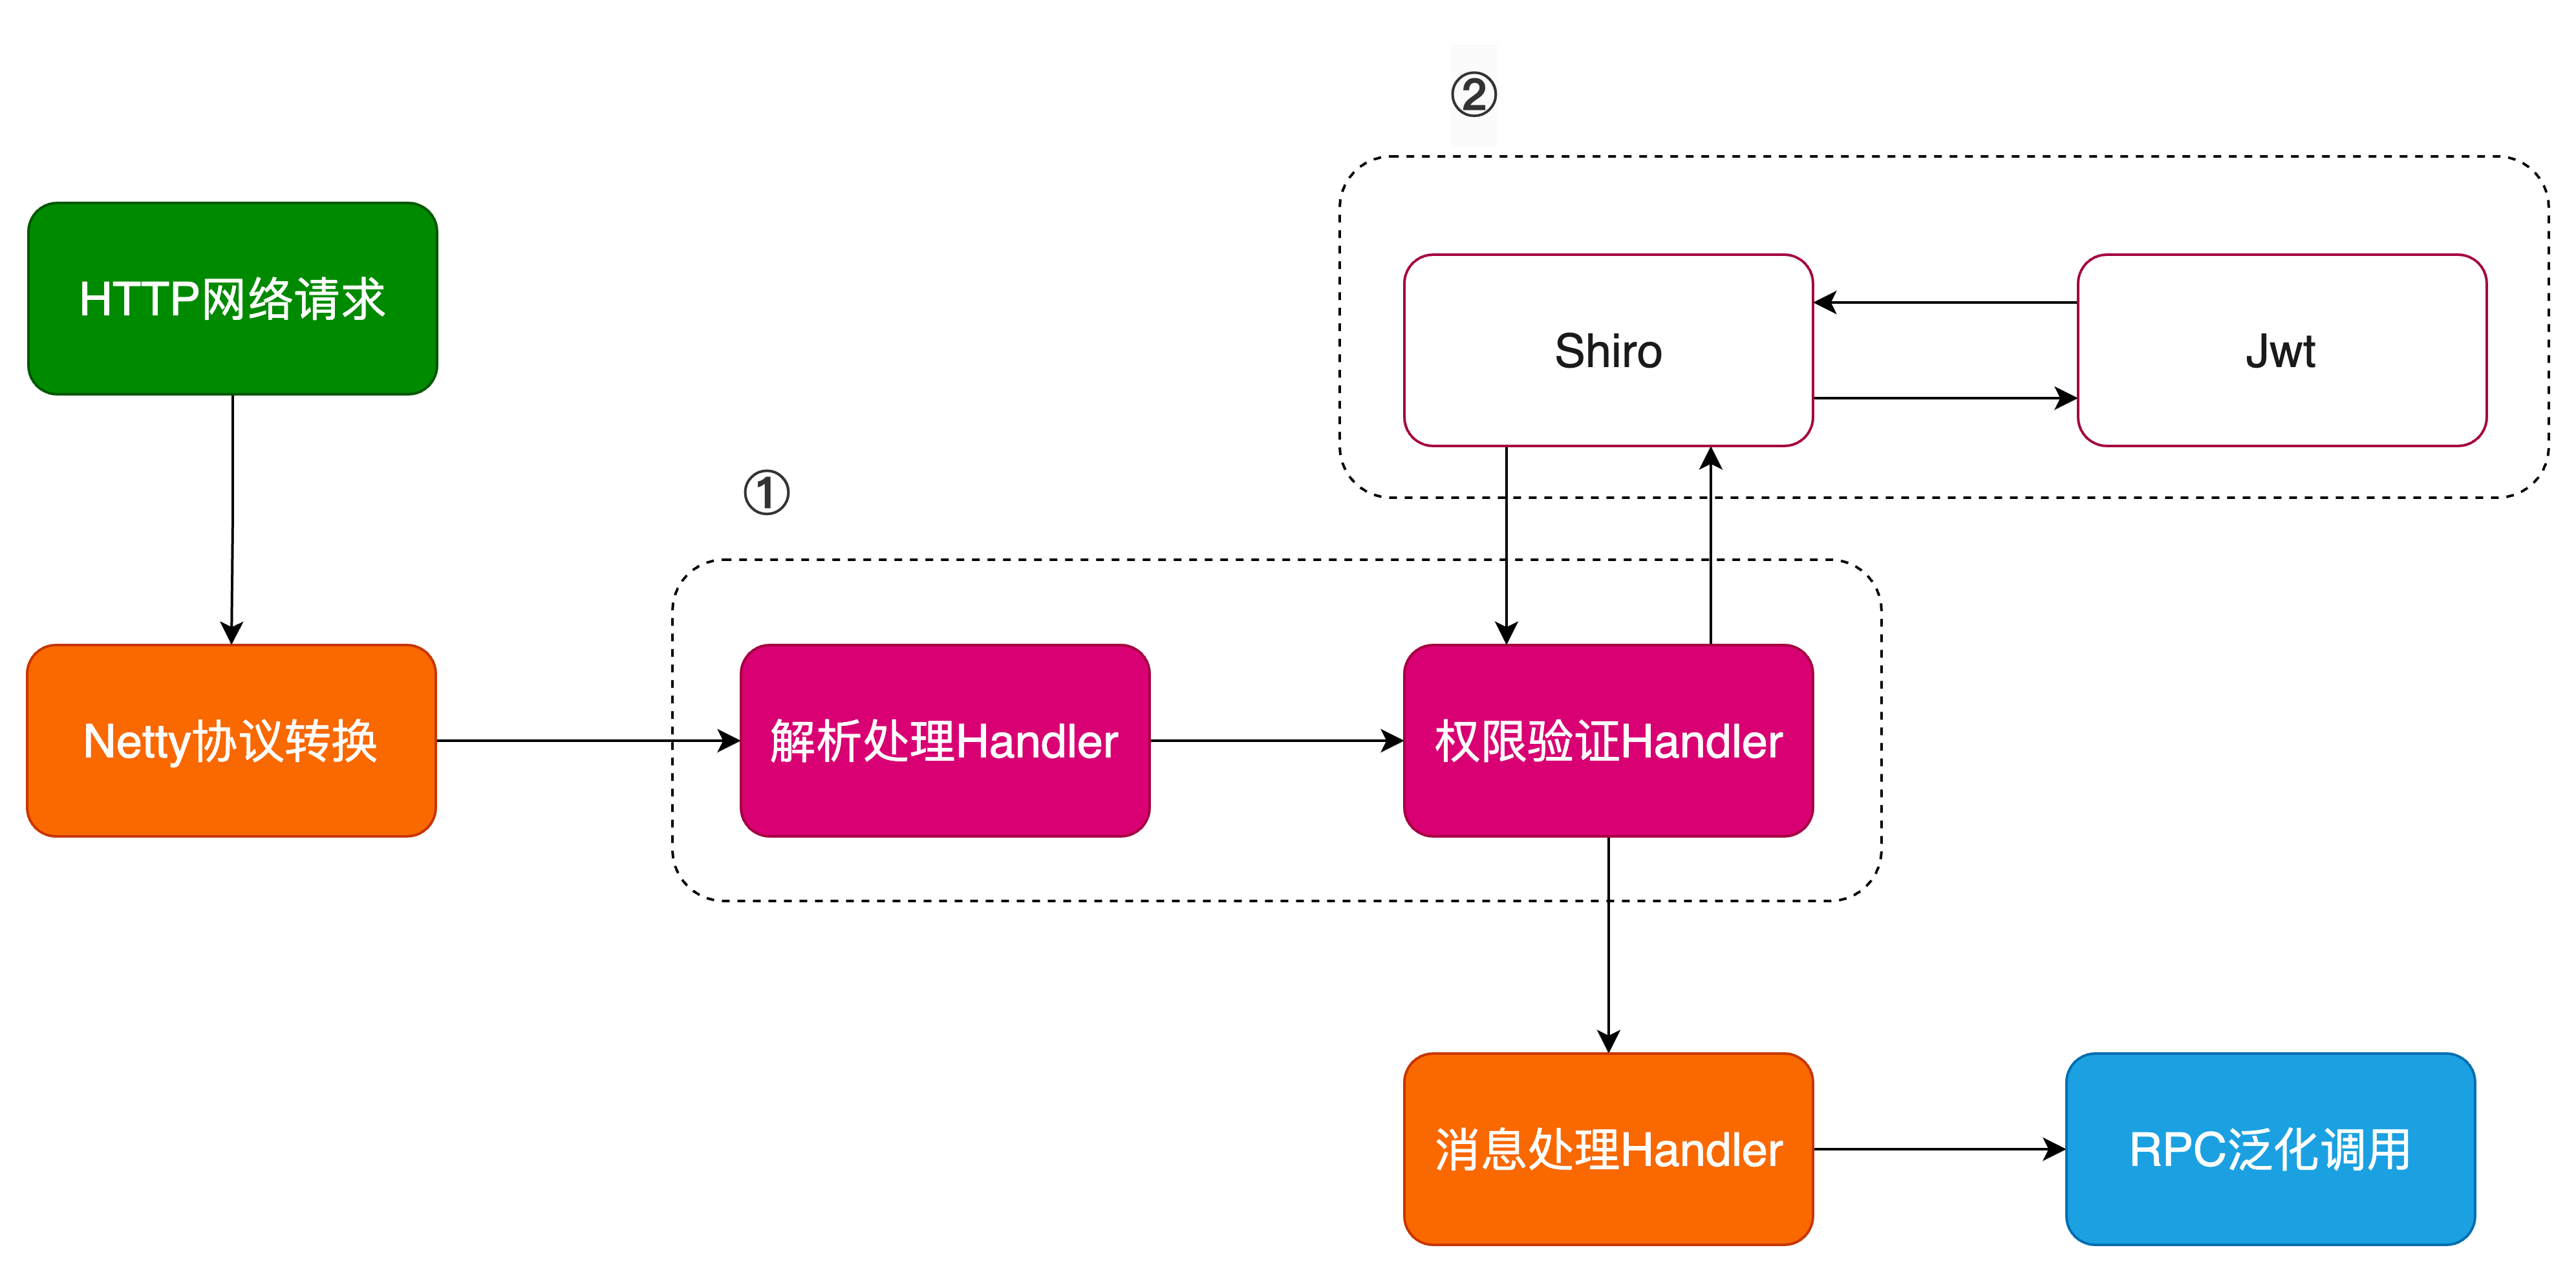 ②
HTTP网络请求
Shiro
Jwt
①
Netty协议转换
解析处理Handler
权限验证Handler
消息处理Handler
RPC泛化调用